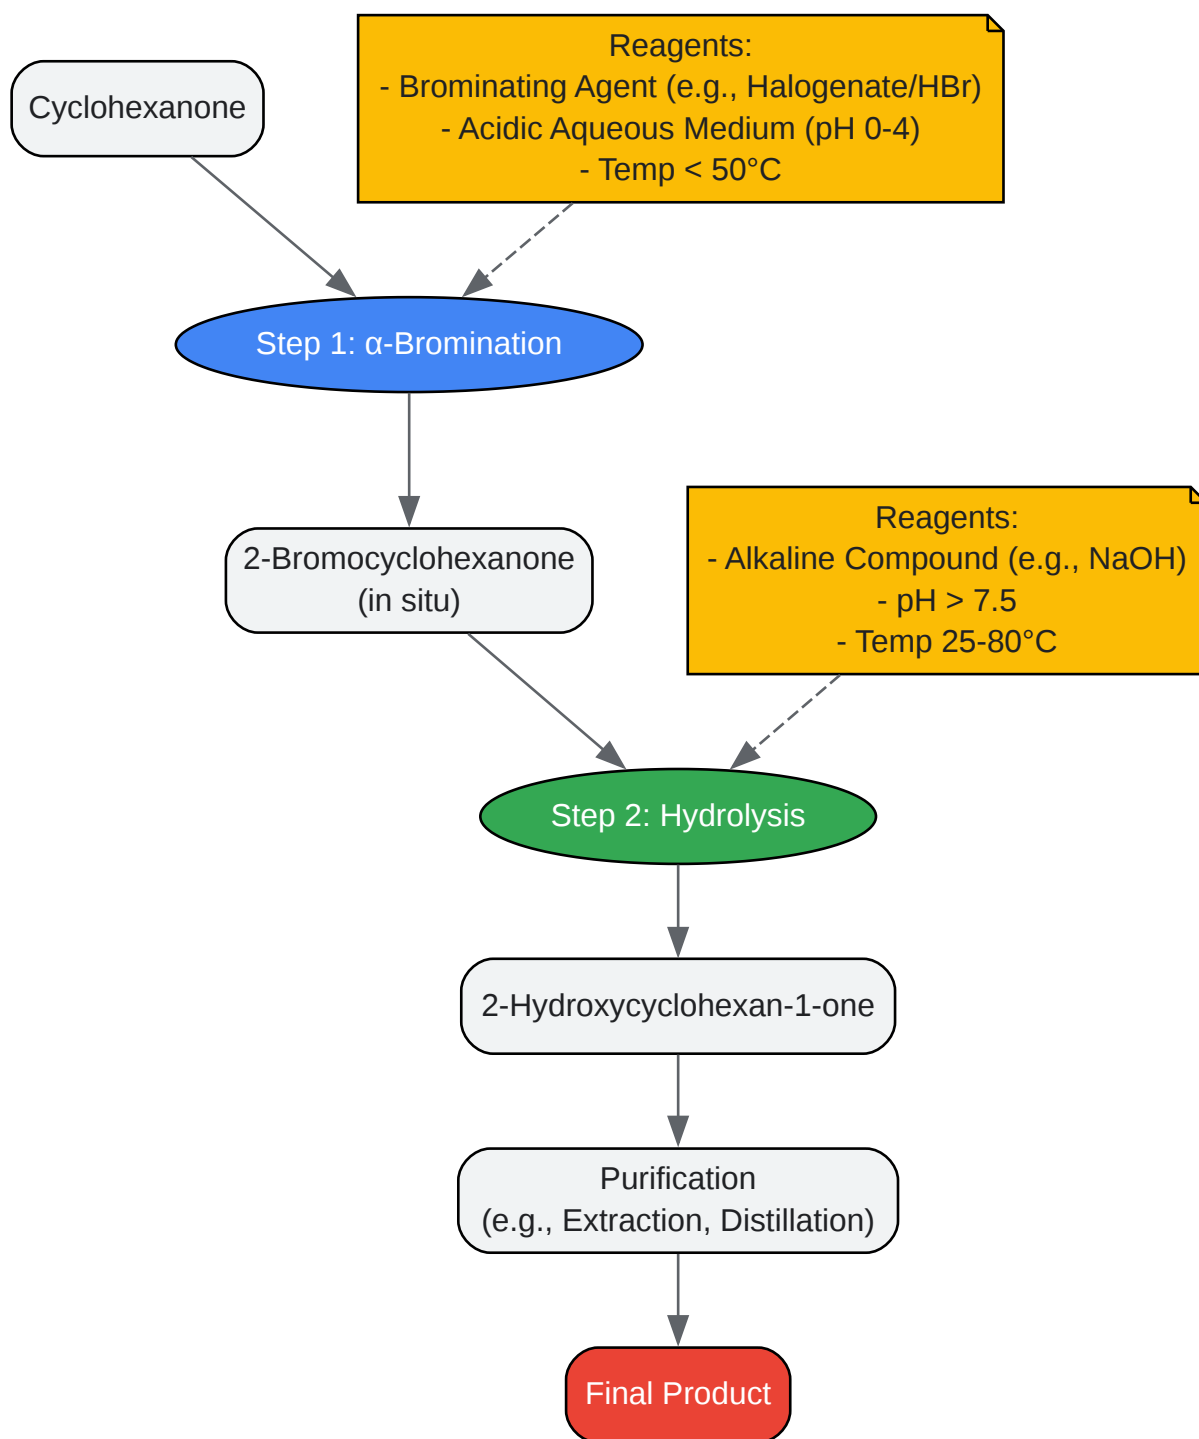 Cyclohexanone
Reagents:
- Brominating Agent (e.g., Halogenate/HBr)
- Acidic Aqueous Medium (pH 0-4)
- Temp < 50°C
Step 1: α-Bromination
2-Bromocyclohexanone
(in situ)
Reagents:
- Alkaline Compound (e.g., NaOH)
- pH > 7.5
- Temp 25-80°C
Step 2: Hydrolysis
2-Hydroxycyclohexan-1-one
Purification
(e.g., Extraction, Distillation)
Final Product